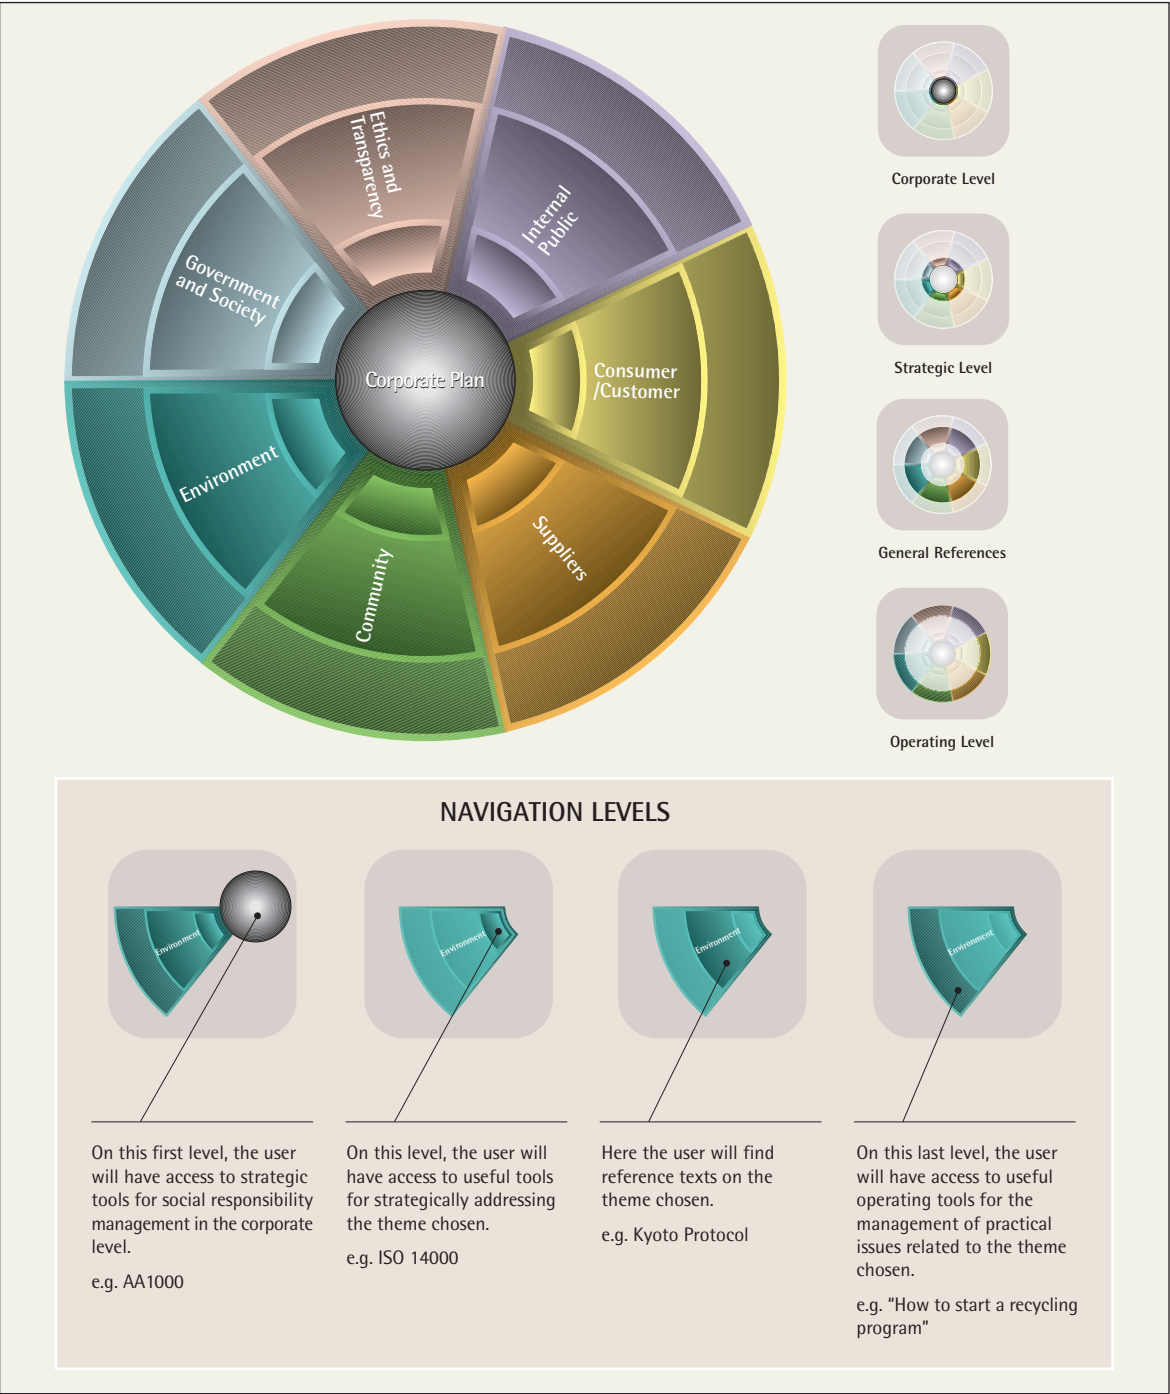 Ethics and
Transparency
Internal
Public
Government
and Society
Corporate Plan
Consumer
/Customer
Environment
Suppliers
Community
Corporate Level
Strategic Level
General References
Operating Level
NAVIGATION LEVELS
Environment
Environment
Environment
Environment
On this first level, the user
will have access to strategic
tools for social responsibility
management in the corporate
level.
e.g. AA1000
On this level, the user will
have access to useful tools
for strategically addressing
the theme chosen.
e.g. ISO 14000
Here the user will find
reference texts on the
theme chosen.
e.g. Kyoto Protocol
On this last level, the user
will have access to useful
operating tools for the
management of practical
issues related to the theme
chosen.
e.g. “How to start a recycling
program”